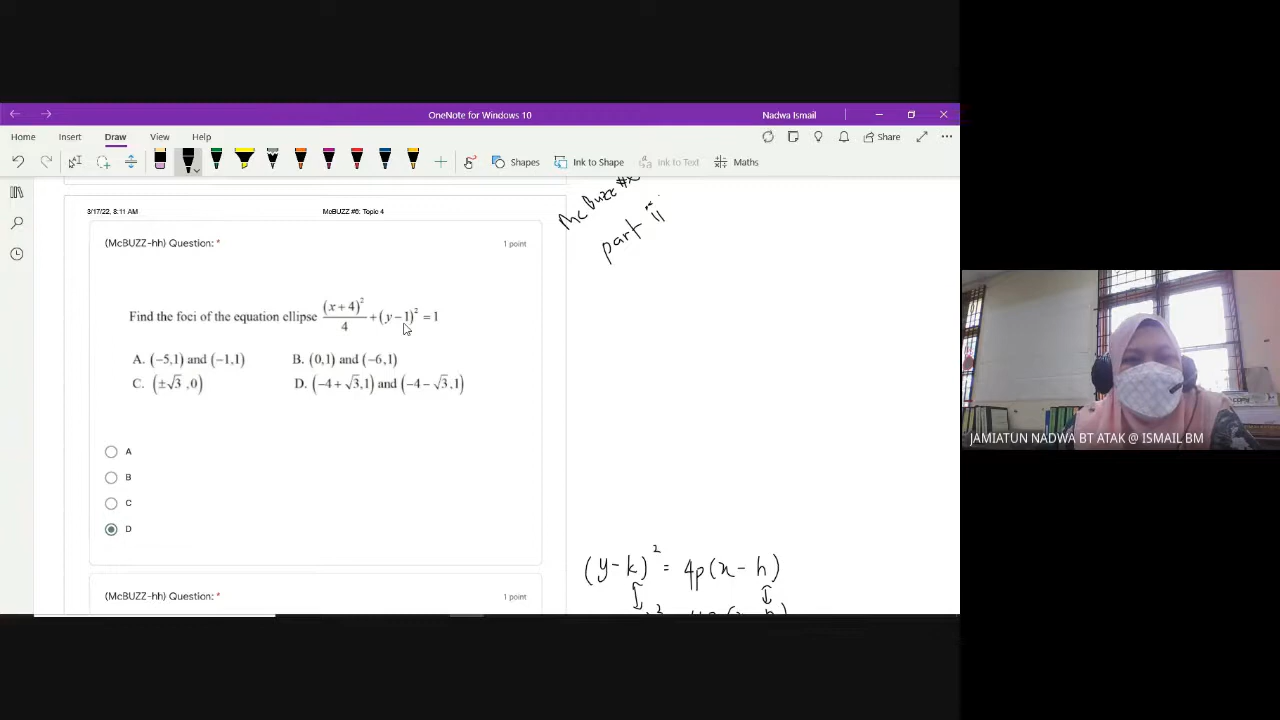 OneNote for Windows 10
Nadwa Ismail
Home Insert Draw View Help
Share
Shapes
Ink to Shape
Ink to Text
Maths
3/17/22, 8:11 AM
McBUZZ #6: Topic 4
McBuzz
part ii
(McBUZZ-hh) Question: *
1 point
Find the foci of the equation ellipse (x+4)²/4 + (y−1)² = 1
A. (−5,1) and (−1,1) B. (0,1) and (−6,1)
C. (±√3 ,0) D. (−4+ √3,1) and (−4− √3,1)
A
B
C
D
(y-k)² = 4p(x-h)
(McBUZZ-hh) Question: *
1 point
JAMIATUN NADWA BT ATAK @ ISMAIL BM